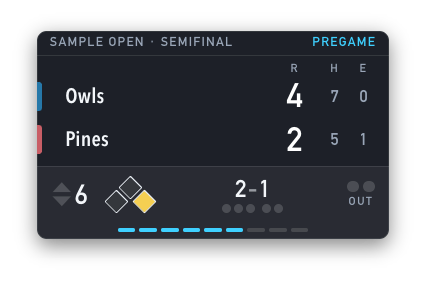 SAMPLE OPEN · SEMIFINAL PREGAME
R H E
Owls 4 7 0
Pines 2 5 1
6 2-1
OUT